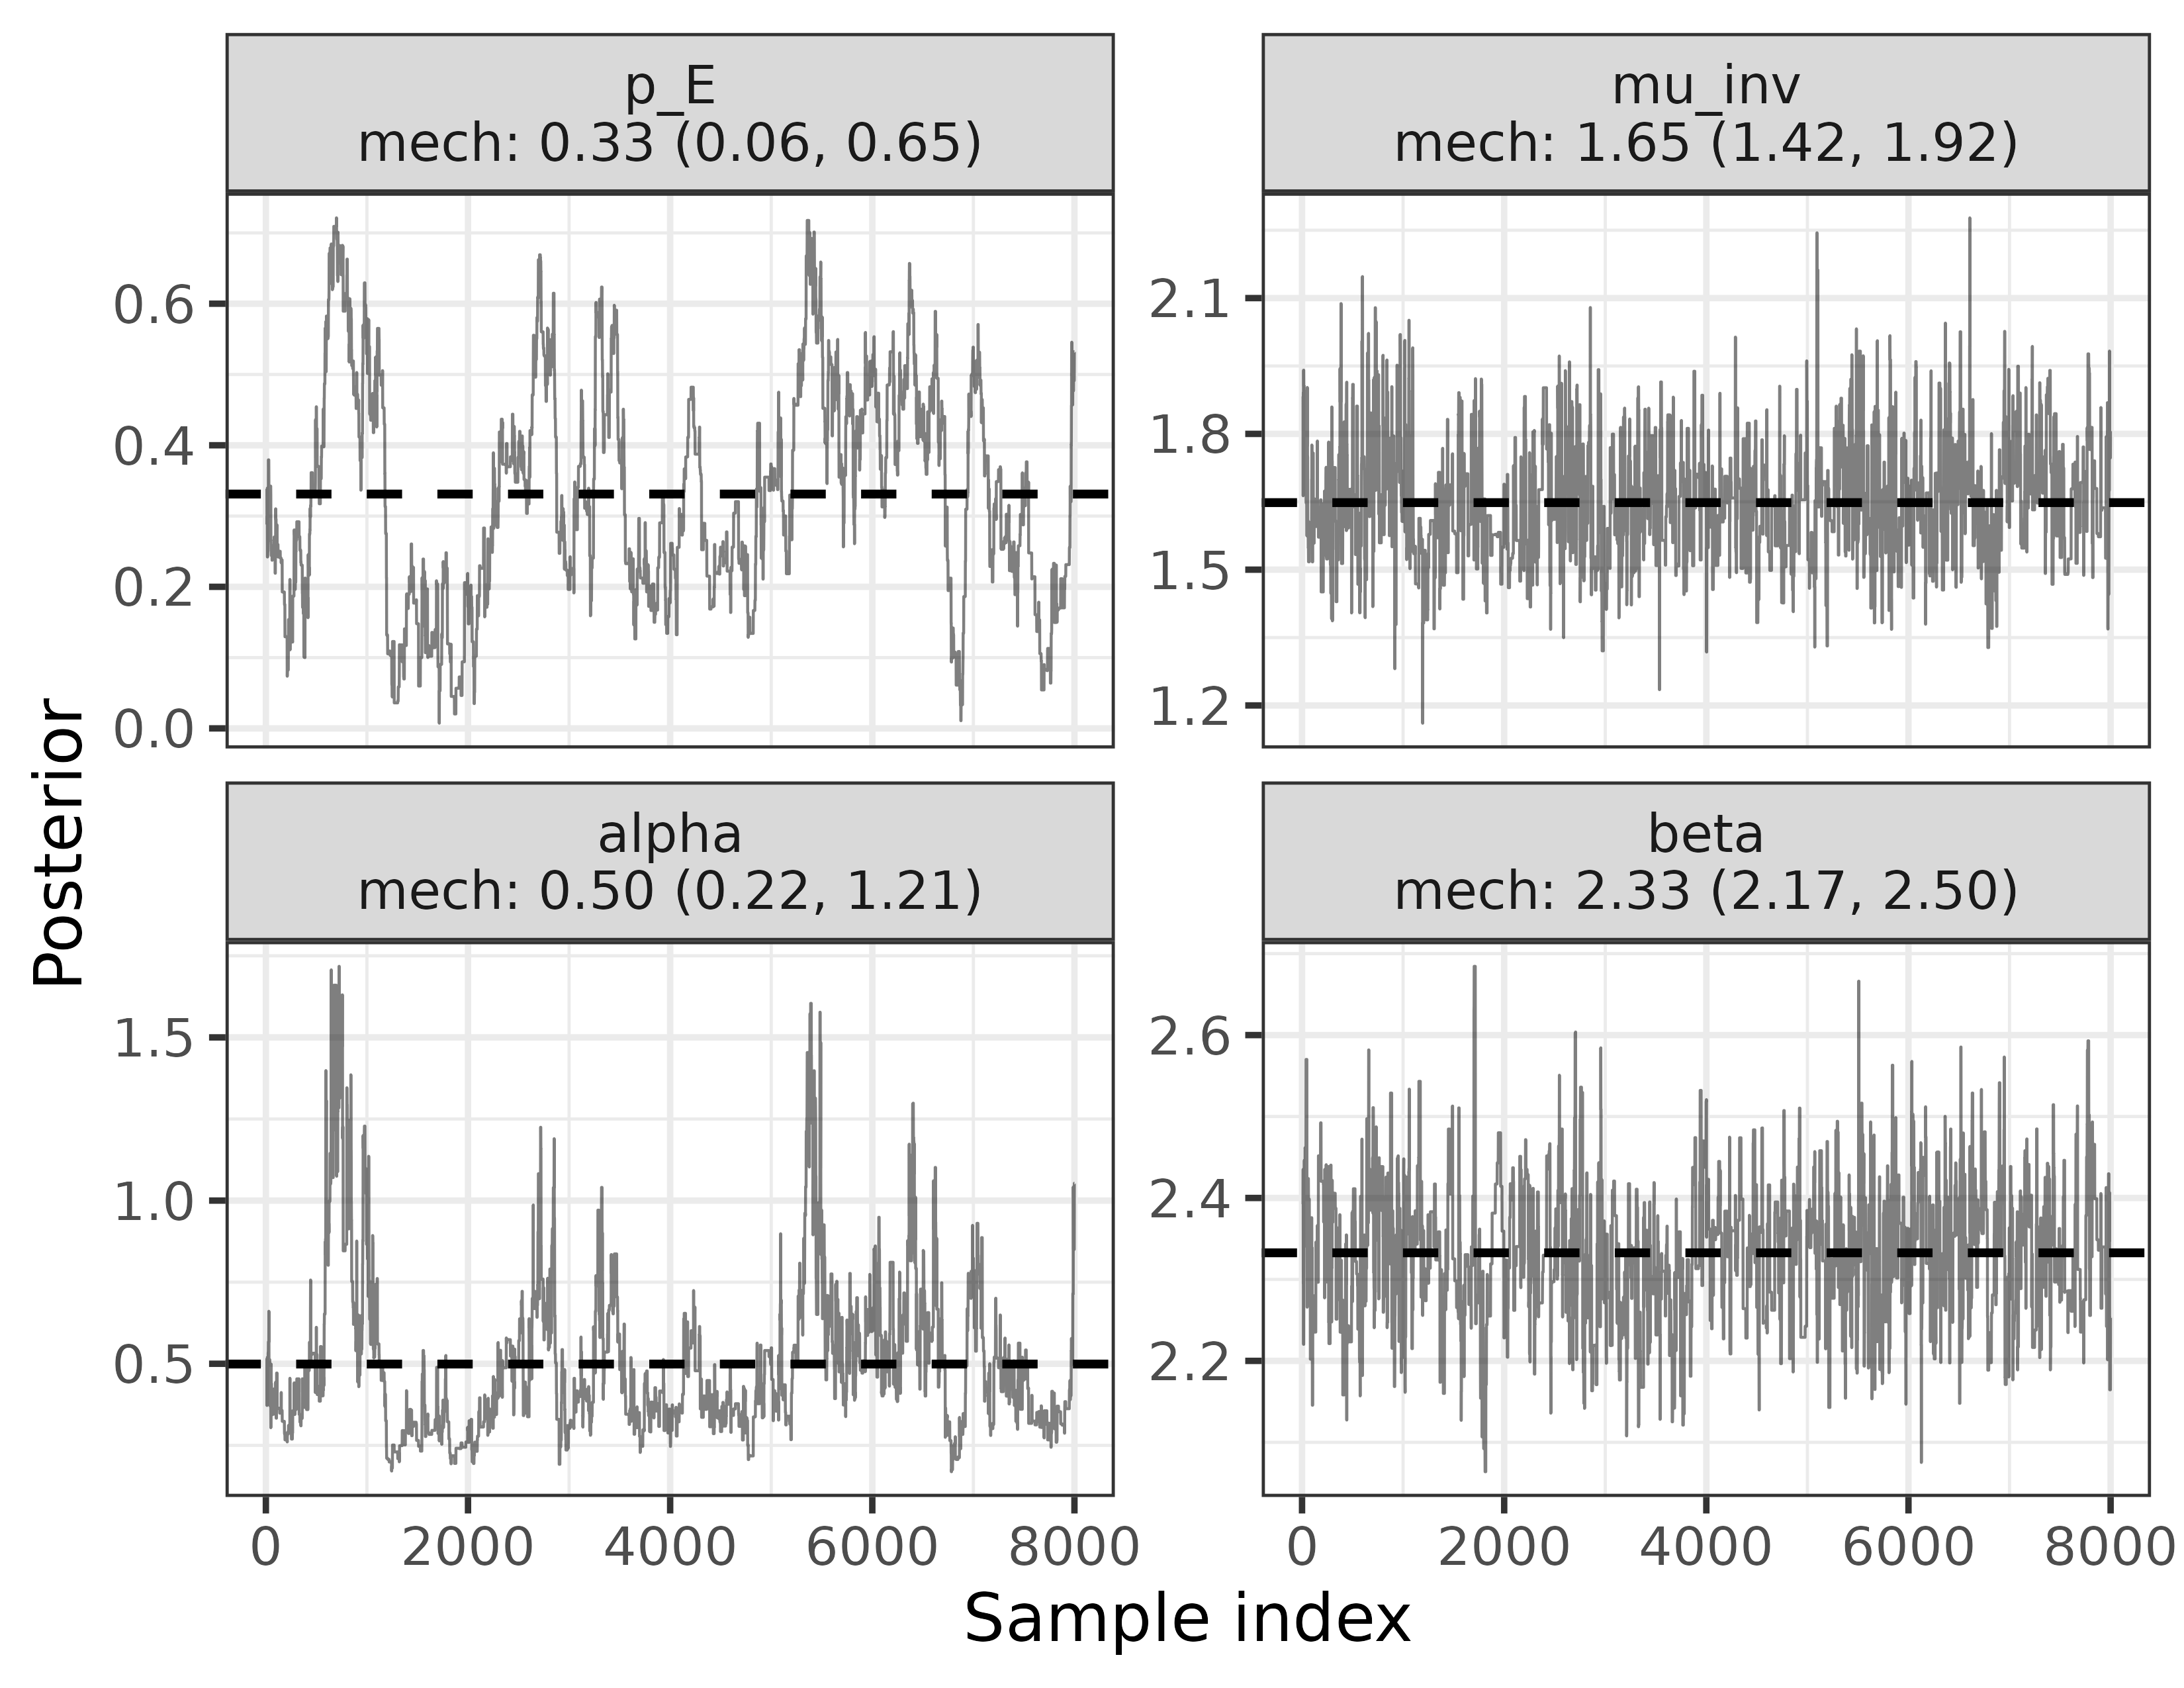 p_E
mech: 0.33 (0.06, 0.65)
mu_inv
mech: 1.65 (1.42, 1.92)
0.6
0.4
0.2
0.0
2.1
1.8
1.5
1.2
Posterior
alpha
mech: 0.50 (0.22, 1.21)
beta
mech: 2.33 (2.17, 2.50)
1.5
1.0
0.5
2.6
2.4
2.2
0 2000 4000 6000 8000
0 2000 4000 6000 8000
Sample index